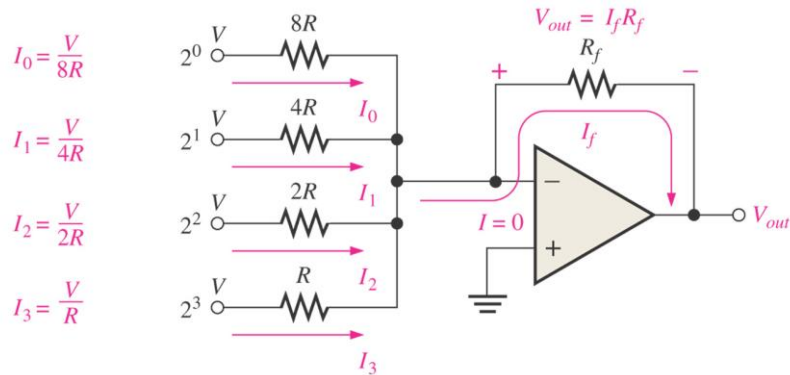 V_out = I_f R_f
I_0 = V/8R
2^0
V
8R
I_0
+
R_f
−
I_f
I_1 = V/4R
2^1
V
4R
I_1
I_2 = V/2R
2^2
V
2R
I_2
I = 0
−
+
V_out
I_3 = V/R
2^3
V
R
I_3